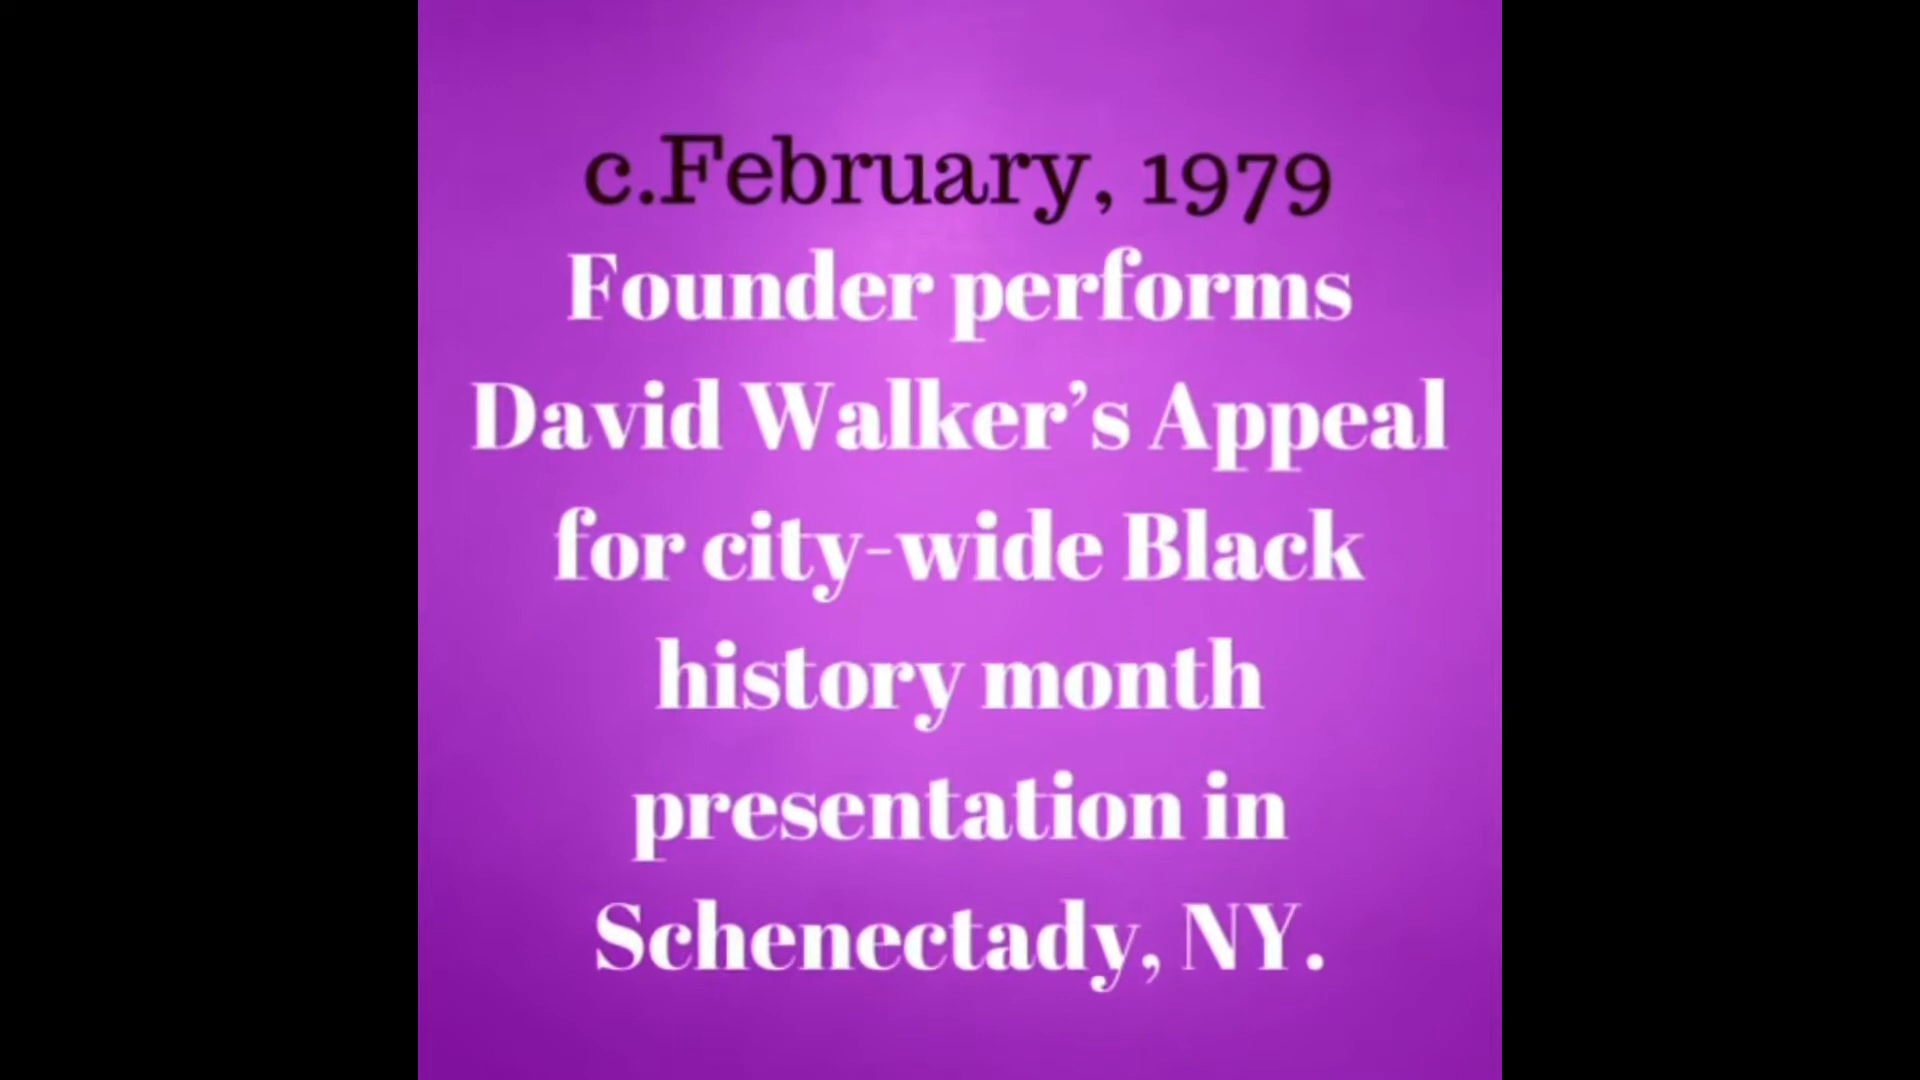 c.February, 1979
Founder performs
David Walker’s Appeal
for city-wide Black
history month
presentation in
Schenectady, NY.